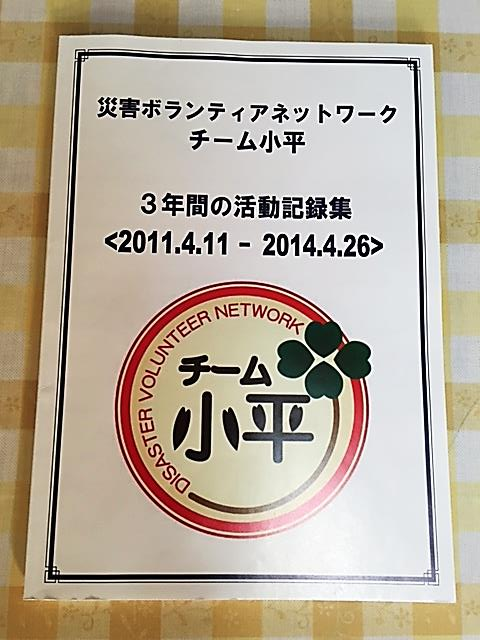 災害ボランティアネットワーク
チーム小平
３年間の活動記録集
<2011.4.11 - 2014.4.26>
DISASTER VOLUNTEER NETWORK
チーム
小平